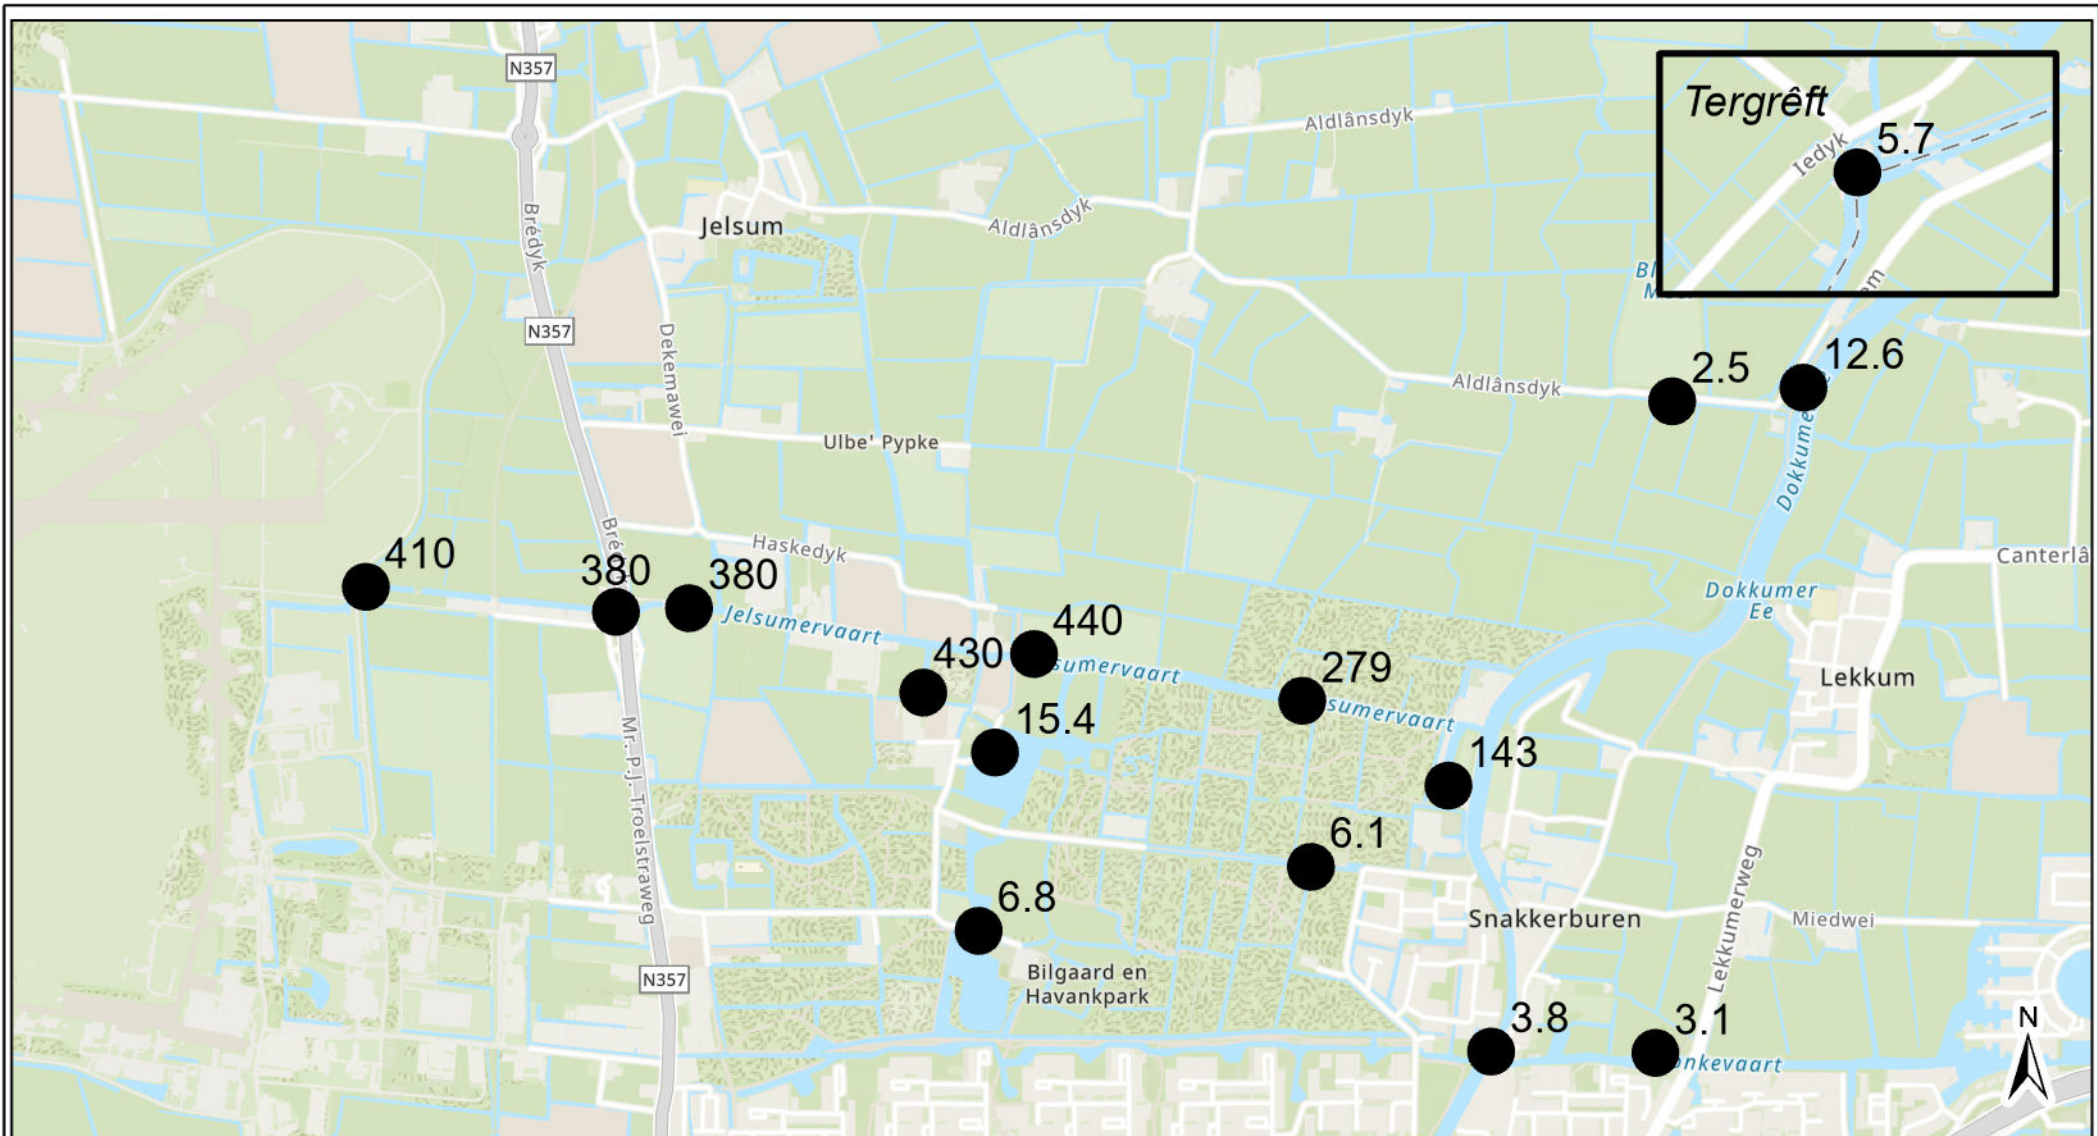 N357
Tergrêft
Aldlânsdyk
5.7
Iedyk
Brédyk
Jelsum
Aldlânsdyk
N357
Dekemawei
12.6
2.5
Aldlânsdyk
Ulbe' Pypke
Haskedyk
410
380
380
Jelsumervaart
Dokkumer
Ee
440
430
sumervaart
279
sumervaart
Lekkum
Canterlâ
15.4
143
Mr. P.J. Troelstraweg
6.1
6.8
Snakkerburen
Miedwei
Lekkumerweg
N357
Bilgaard en
Havankpark
3.8
3.1
onkevaart
N